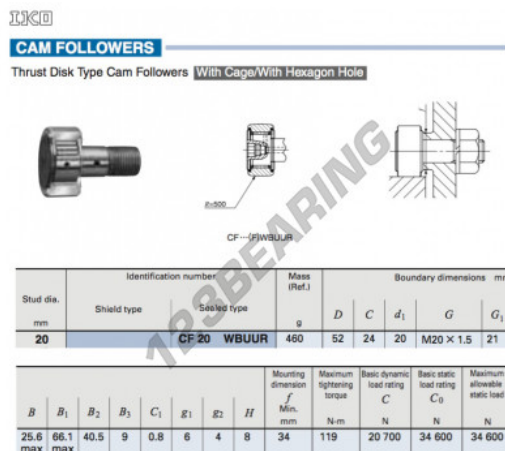 IKO
CAM FOLLOWERS
Thrust Disk Type Cam Followers With Cage/With Hexagon Hole
R=500
CF···(F)WBUUR
123BEARING
Stud dia. mm Identification number Mass (Ref.) g Boundary dimensions mm
Shield type Sealed type D C d1 G G1
20 CF 20 WBUUR 460 52 24 20 M20 × 1.5 21
B B1 B2 B3 C1 g1 g2 H Mounting dimension f Min. mm Maximum tightening torque N-m Basic dynamic load rating C N Basic static load rating C0 N Maximum allowable static load N
25.6 max 66.1 max 40.5 9 0.8 6 4 8 34 119 20 700 34 600 34 600